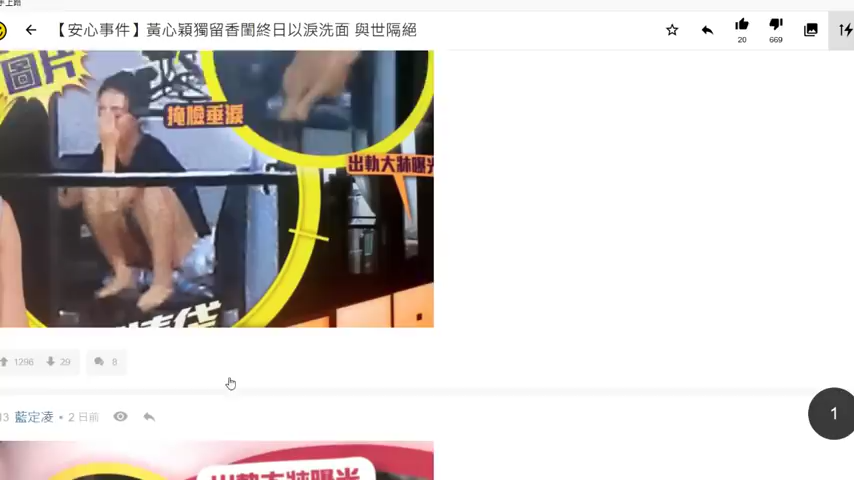 【安心事件】黃心穎獨留香閨終日以淚洗面 與世隔絕
20
669
圖片
掩臉垂淚
出軌大牀曝光
1296
29
8
藍定凌 • 2 日前
1
出軌大牀曝光